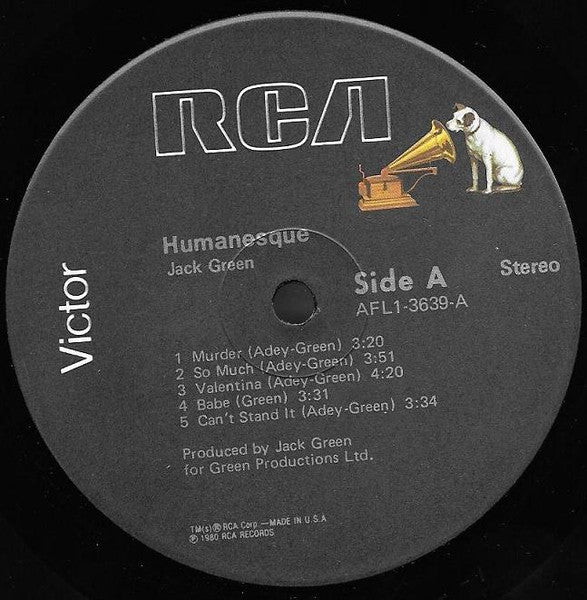 RCA
Victor
Humanesque
Jack Green
Side A
Stereo
AFL1-3639-A
1 Murder (Adey-Green) 3:20
2 So Much (Adey-Green) 3:51
3 Valentina (Adey-Green) 4:20
4 Babe (Green) 3:31
5 Can't Stand It (Adey-Green) 3:34
Produced by Jack Green
for Green Productions Ltd.
TM(s) ® RCA Corp.—MADE IN U.S.A
℗ 1980 RCA RECORDS